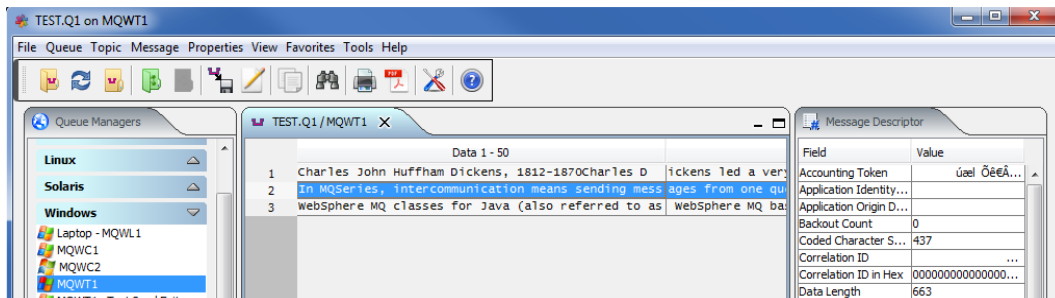 TEST.Q1 on MQWT1
File Queue Topic Message Properties View Favorites Tools Help
PDF
Queue Managers
Linux
Solaris
Windows
Laptop - MQWL1
MQWC1
MQWC2
MQWT1
TEST.Q1 / MQWT1
Data 1 - 50
1 Charles John Huffham Dickens, 1812-1870Charles D ickens led a very
2 In MQSeries, intercommunication means sending mess ages from one qu
3 WebSphere MQ classes for Java (also referred to as WebSphere MQ ba
Message Descriptor
Field Value
Accounting Token úæl Õê€Â...
Application Identity...
Application Origin D...
Backout Count 0
Coded Character S... 437
Correlation ID ...
Correlation ID in Hex 000000000000000...
Data Length 663